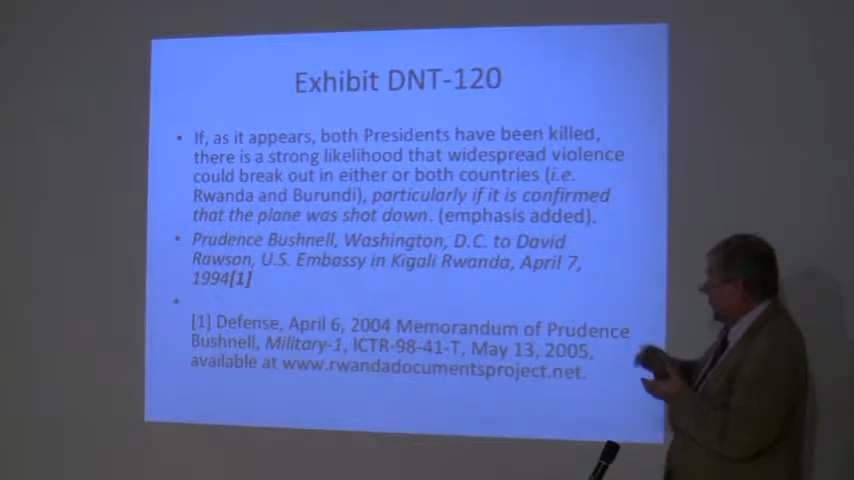 Exhibit DNT-120
• If, as it appears, both Presidents have been killed,
there is a strong likelihood that widespread violence
could break out in either or both countries (i.e.
Rwanda and Burundi), particularly if it is confirmed
that the plane was shot down. (emphasis added).
• Prudence Bushnell, Washington, D.C. to David
Rawson, U.S. Embassy in Kigali Rwanda, April 7,
1994[1]
•
[1] Defense, April 6, 2004 Memorandum of Prudence
Bushnell, Military-1, ICTR-98-41-T, May 13, 2005,
available at www.rwandadocumentsproject.net.